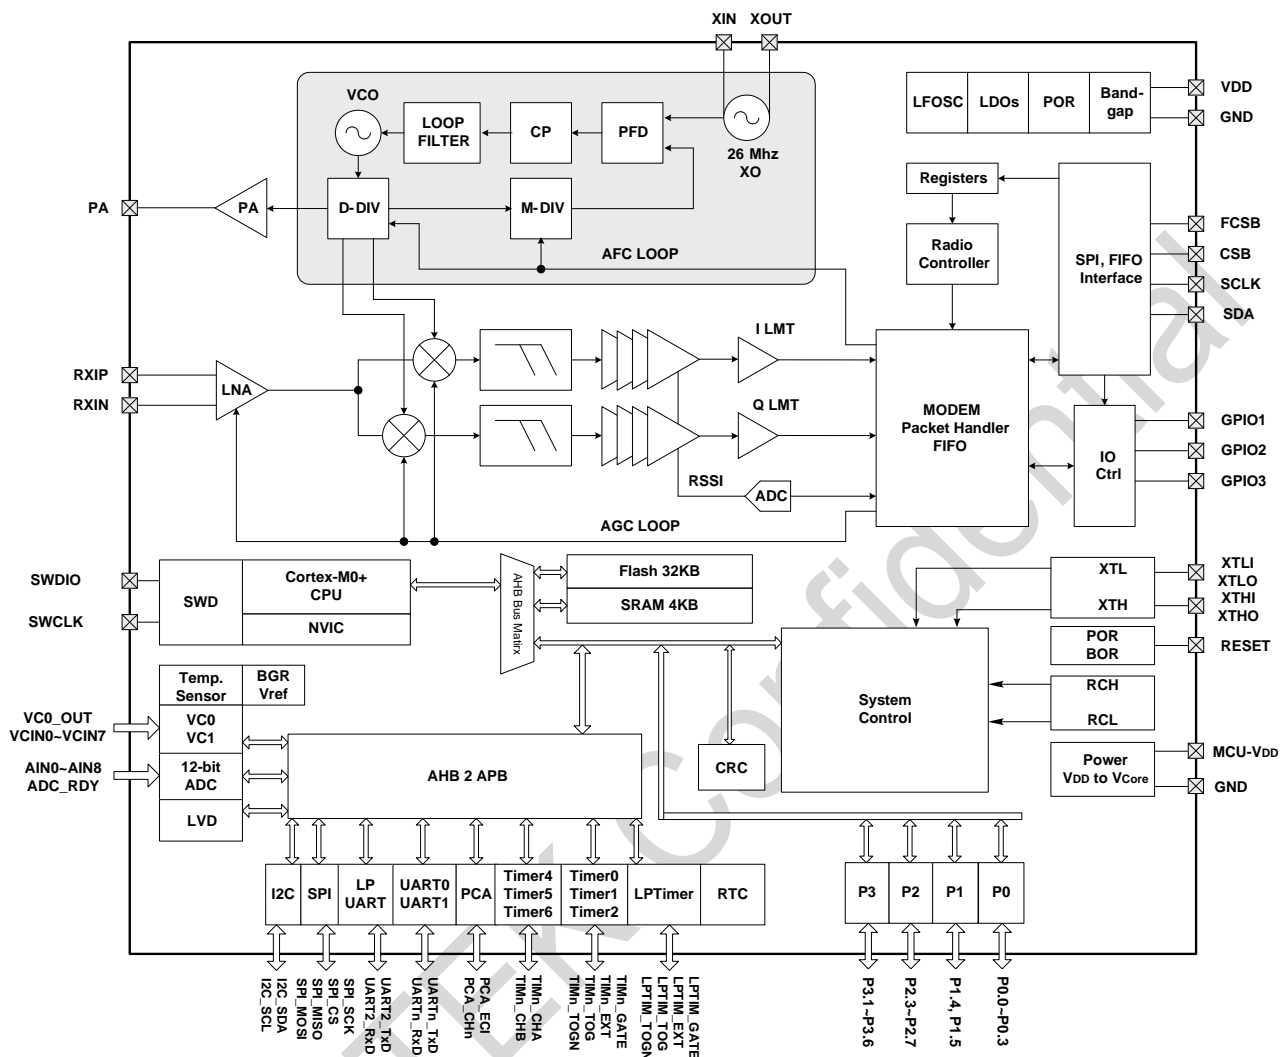 XIN XOUT
VCO
LOOP
FILTER
CP
PFD
26 Mhz
XO
LFOSC
LDOs
POR
Band-
gap
VDD
GND
PA
PA
D-DIV
M-DIV
AFC LOOP
Registers
Radio
Controller
SPI, FIFO
Interface
FCSB
CSB
SCLK
SDA
RXIP
RXIN
LNA
I LMT
Q LMT
RSSI
ADC
AGC LOOP
MODEM
Packet Handler
FIFO
IO
Ctrl
GPIO1
GPIO2
GPIO3
SWDIO
SWCLK
SWD
Cortex-M0+
CPU
NVIC
AHB Bus Matirx
Flash 32KB
SRAM 4KB
XTL
XTH
XTLI
XTLO
XTHI
XTHO
POR
BOR
RESET
RCH
RCL
System
Control
Power
VDD to VCore
MCU-VDD
GND
Temp.
Sensor
BGR
Vref
VC0_OUT
VCIN0~VCIN7
VC0
VC1
AIN0~AIN8
ADC_RDY
12-bit
ADC
LVD
AHB 2 APB
CRC
I2C
SPI
LP
UART
UART0
UART1
PCA
Timer4
Timer5
Timer6
Timer0
Timer1
Timer2
LPTimer
RTC
P3
P2
P1
P0
I2C_SDA
I2C_SCL
SPI_SCK
SPI_CS
SPI_MISO
SPI_MOSI
UART2_TxD
UART2_RxD
UARTn_TxD
UARTn_RxD
PCA_ECI
PCA_CHn
TIMn_CHA
TIMn_CHB
TIMn_GATE
TIMn_EXT
TIMn_TOG
TIMn_TOGN
LPTIM_GATE
LPTIM_EXT
LPTIM_TOG
LPTIM_TOGN
P3.1~P3.6
P2.3~P2.7
P1.4, P1.5
P0.0~P0.3
TEK Confidential